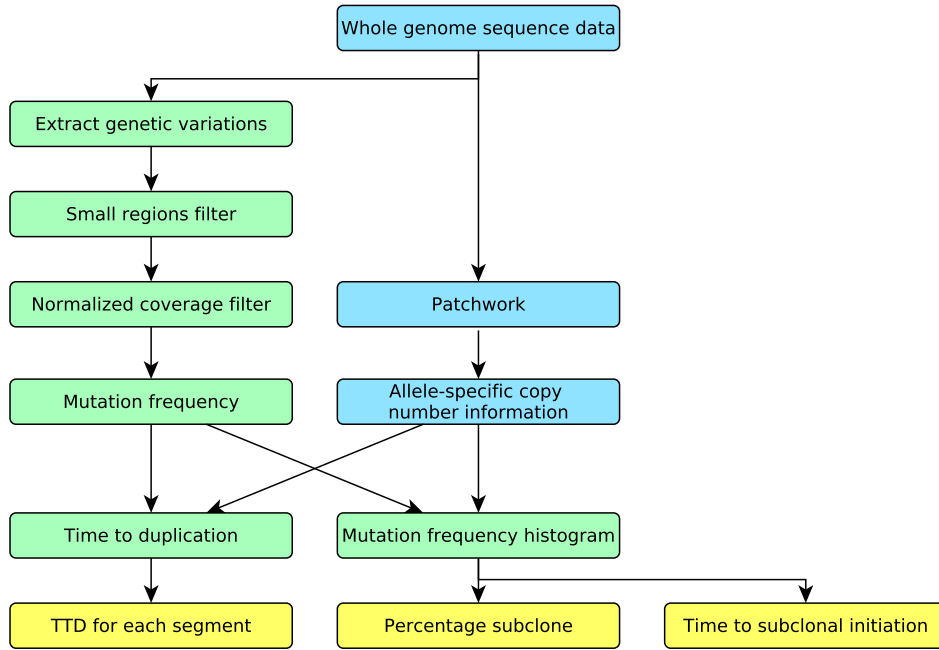 Whole genome sequence data
Extract genetic variations
Small regions filter
Normalized coverage filter
Patchwork
Mutation frequency
Allele-specific copy
number information
Time to duplication
Mutation frequency histogram
TTD for each segment
Percentage subclone
Time to subclonal initiation